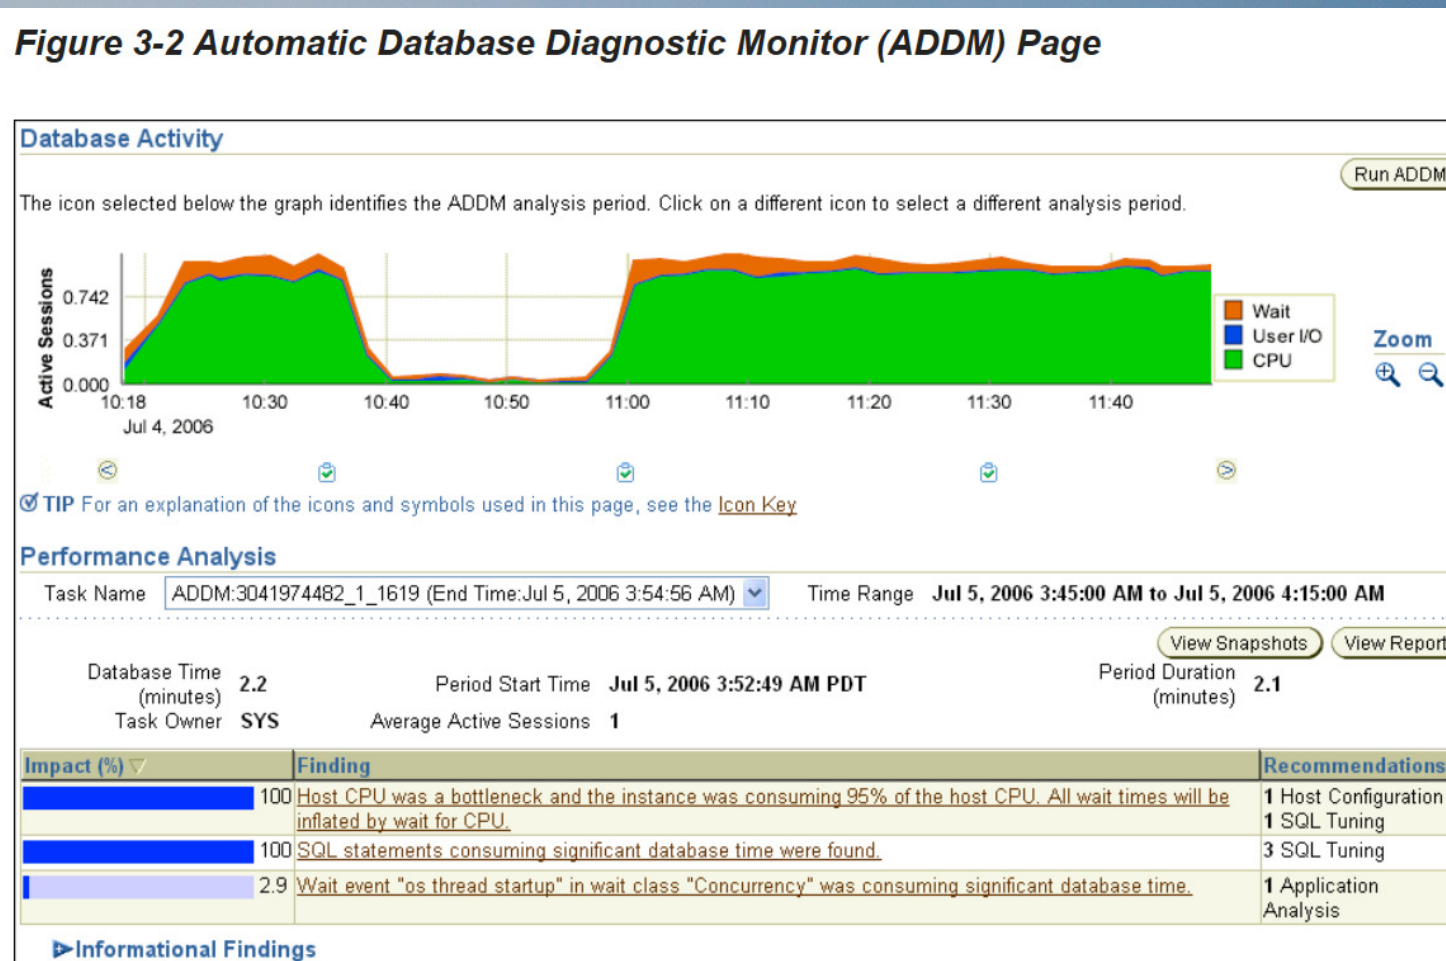 Figure 3-2 Automatic Database Diagnostic Monitor (ADDM) Page
Database Activity
Run ADDM
The icon selected below the graph identifies the ADDM analysis period. Click on a different icon to select a different analysis period.
Active Sessions
0.742
0.371
0.000
Wait
User I/O
CPU
Zoom
10:18 10:30 10:40 10:50 11:00 11:10 11:20 11:30 11:40
Jul 4, 2006
TIP For an explanation of the icons and symbols used in this page, see the Icon Key
Performance Analysis
Task Name ADDM:3041974482_1_1619 (End Time:Jul 5, 2006 3:54:56 AM) Time Range Jul 5, 2006 3:45:00 AM to Jul 5, 2006 4:15:00 AM
View Snapshots View Report
Database Time (minutes) 2.2 Period Start Time Jul 5, 2006 3:52:49 AM PDT Period Duration (minutes) 2.1
Task Owner SYS Average Active Sessions 1
Impact (%) Finding Recommendations
100 Host CPU was a bottleneck and the instance was consuming 95% of the host CPU. All wait times will be
inflated by wait for CPU.
1 Host Configuration
1 SQL Tuning
100 SQL statements consuming significant database time were found. 3 SQL Tuning
2.9 Wait event "os thread startup" in wait class "Concurrency" was consuming significant database time. 1 Application
Analysis
Informational Findings